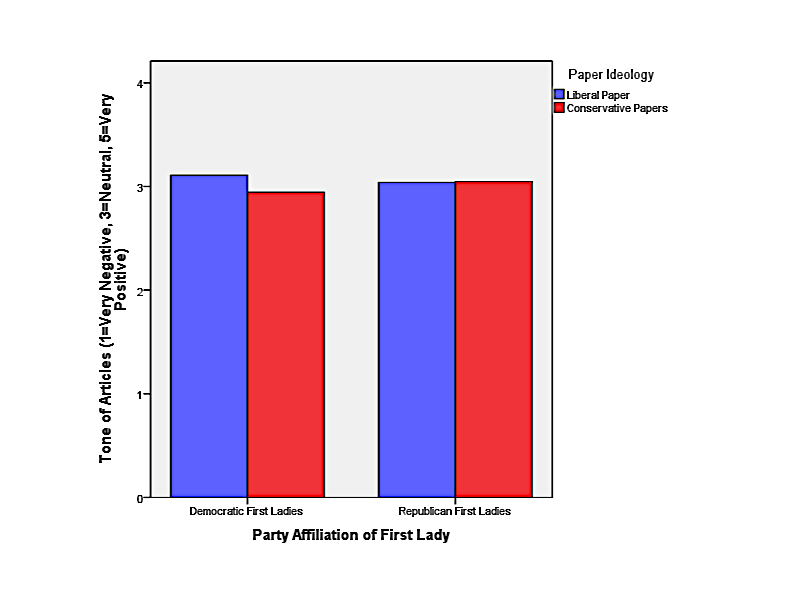 Paper Ideology
Liberal Paper
Conservative Papers
Tone of Articles (1=Very Negative, 3=Neutral, 5=Very
Positive)
4
3
2
1
0
Democratic First Ladies
Republican First Ladies
Party Affiliation of First Lady